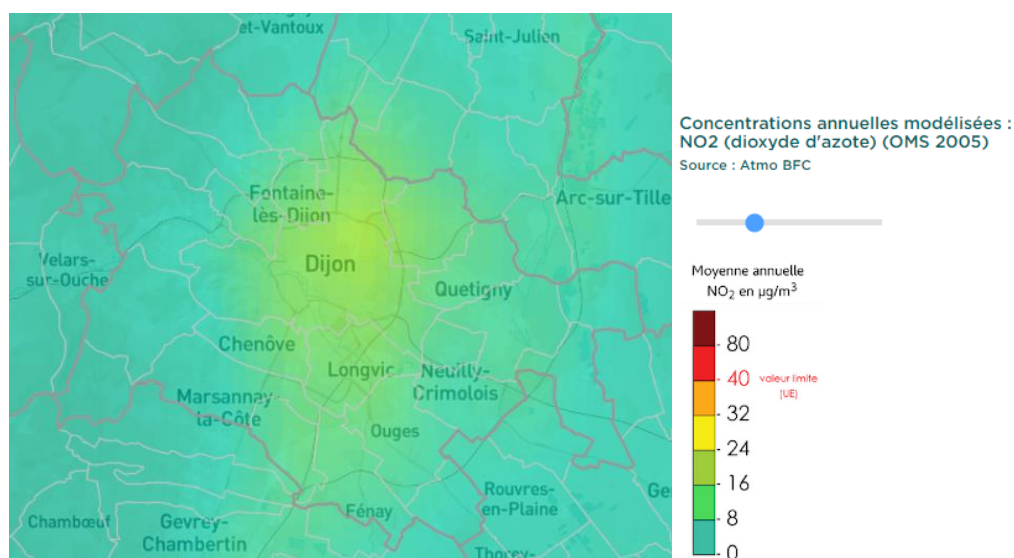 et-Vantoux
Saint-Julien
Fontaine-
lès-Dijon
Arc-sur-Tille
Velars-
sur-Ouche
Dijon
Quetigny
Chenôve
Longvic
Neuilly-
Crimolois
Marsannay-
la-Côte
Ouges
Rouvres-
en-Plaine
Ge
Fénay
Chambœuf
Gevrey-
Chambertin
Thorey-
Concentrations annuelles modélisées :
NO2 (dioxyde d'azote) (OMS 2005)
Source : Atmo BFC
Moyenne annuelle
NO2 en µg/m3
80
40 valeur limite
(UE)
32
24
16
8
0